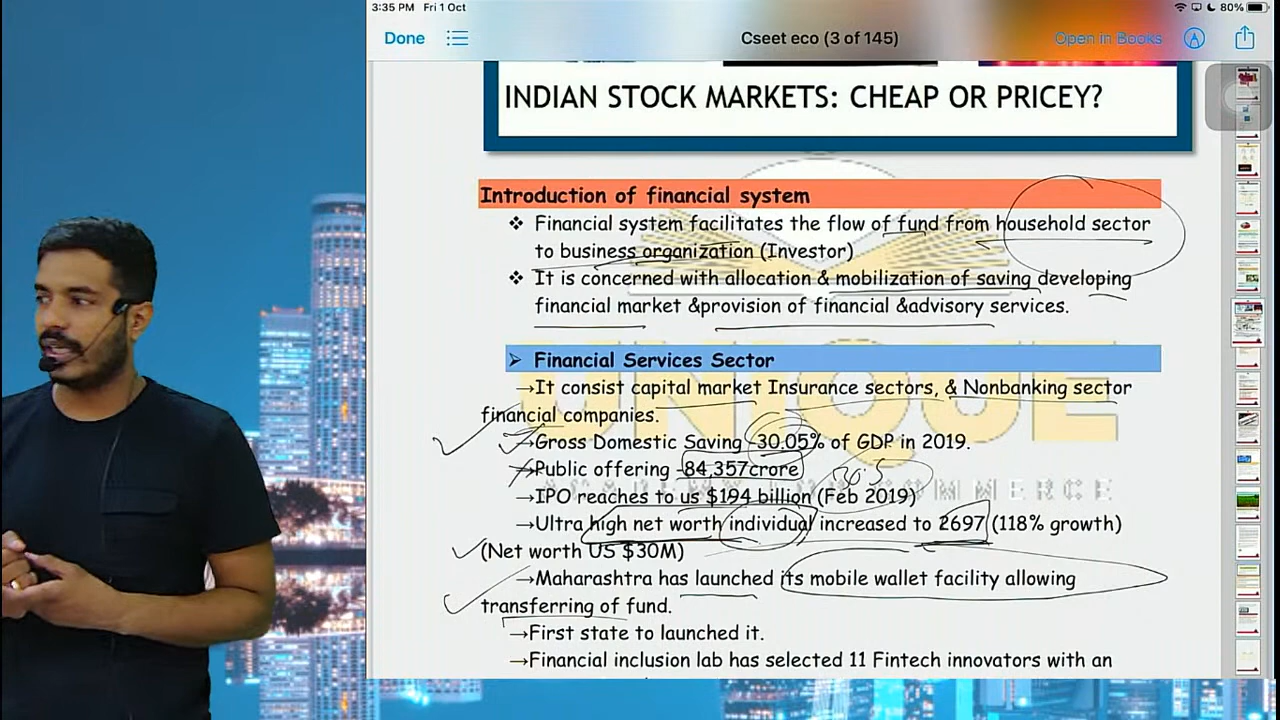 3:35 PM Fri 1 Oct
80%
Done
Cseet eco (3 of 145)
Open in Books
INDIAN STOCK MARKETS: CHEAP OR PRICEY?
Introduction of financial system
❖ Financial system facilitates the flow of fund from household sector
to business organization (Investor)
❖ It is concerned with allocation & mobilization of saving developing
financial market &provision of financial &advisory services.
➢ Financial Services Sector
→It consist capital market Insurance sectors, & Nonbanking sector
financial companies.
→Gross Domestic Saving -30.05% of GDP in 2019.
→Public offering -84,357crore
30.5
→IPO reaches to us $194 billion (Feb 2019)
→Ultra high net worth individual increased to 2697 (118% growth)
(Net worth US $30M)
→Maharashtra has launched its mobile wallet facility allowing
transferring of fund.
→First state to launched it.
→Financial inclusion lab has selected 11 Fintech innovators with an
UNIQUE
ACADEMY FOR COMMERCE